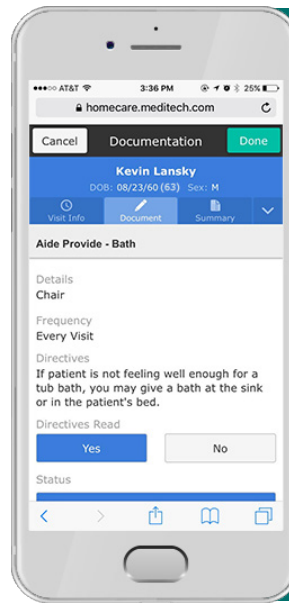 AT&T 3:36 PM 25%
homecare.meditech.com
Cancel Documentation Done
Kevin Lansky
DOB: 08/23/60 (63) Sex: M
Visit Info Document Summary
Aide Provide - Bath
Details
Chair
Frequency
Every Visit
Directives
If patient is not feeling well enough for a
tub bath, you may give a bath at the sink
or in the patient's bed.
Directives Read
Yes No
Status